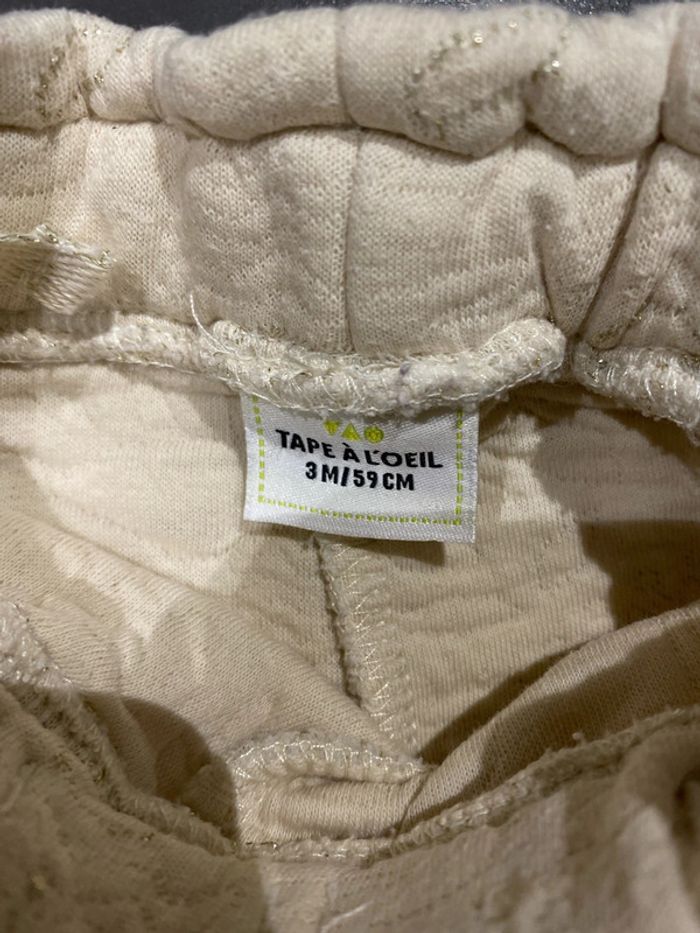 TAO
TAPE À L'OEIL
3M/59CM